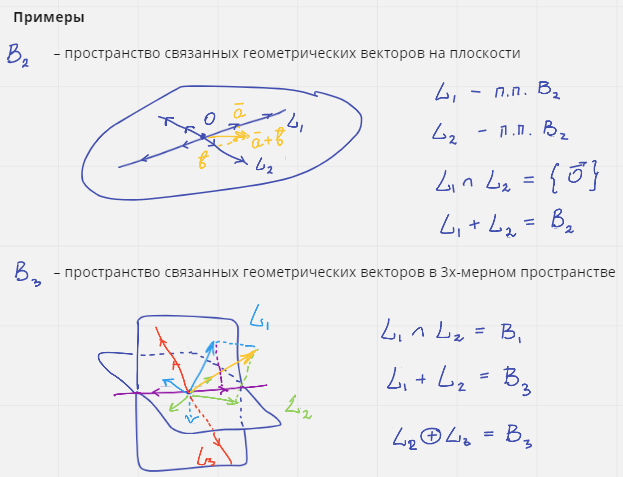 Примеры
B₂ – пространство связанных геометрических векторов на плоскости
L₁ – п.п. B₂
O a̅ L₁
L₂ – п.п. B₂
b̅ a̅+b̅ L₂
L₁ ∩ L₂ = {O⃗}
L₁ + L₂ = B₂
B₃ – пространство связанных геометрических векторов в 3х-мерном пространстве
L₁
L₁ ∩ L₂ = B₁
L₁ + L₂ = B₃
L₂
L₂ ⊕ L₃ = B₃
L₃